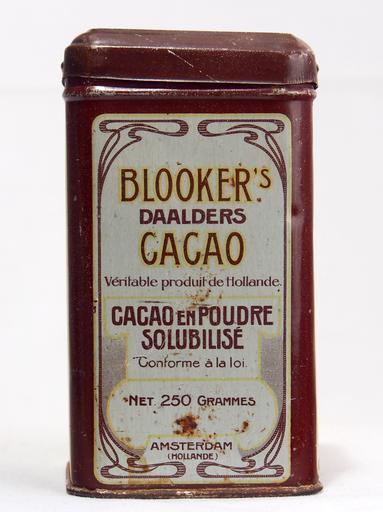 BLOOKER's
DAALDERS
CACAO
Véritable produit de Hollande.
CACAO EN POUDRE
SOLUBILISÉ
Conforme à la loi.
NET. 250 GRAMMES
AMSTERDAM
(HOLLANDE)